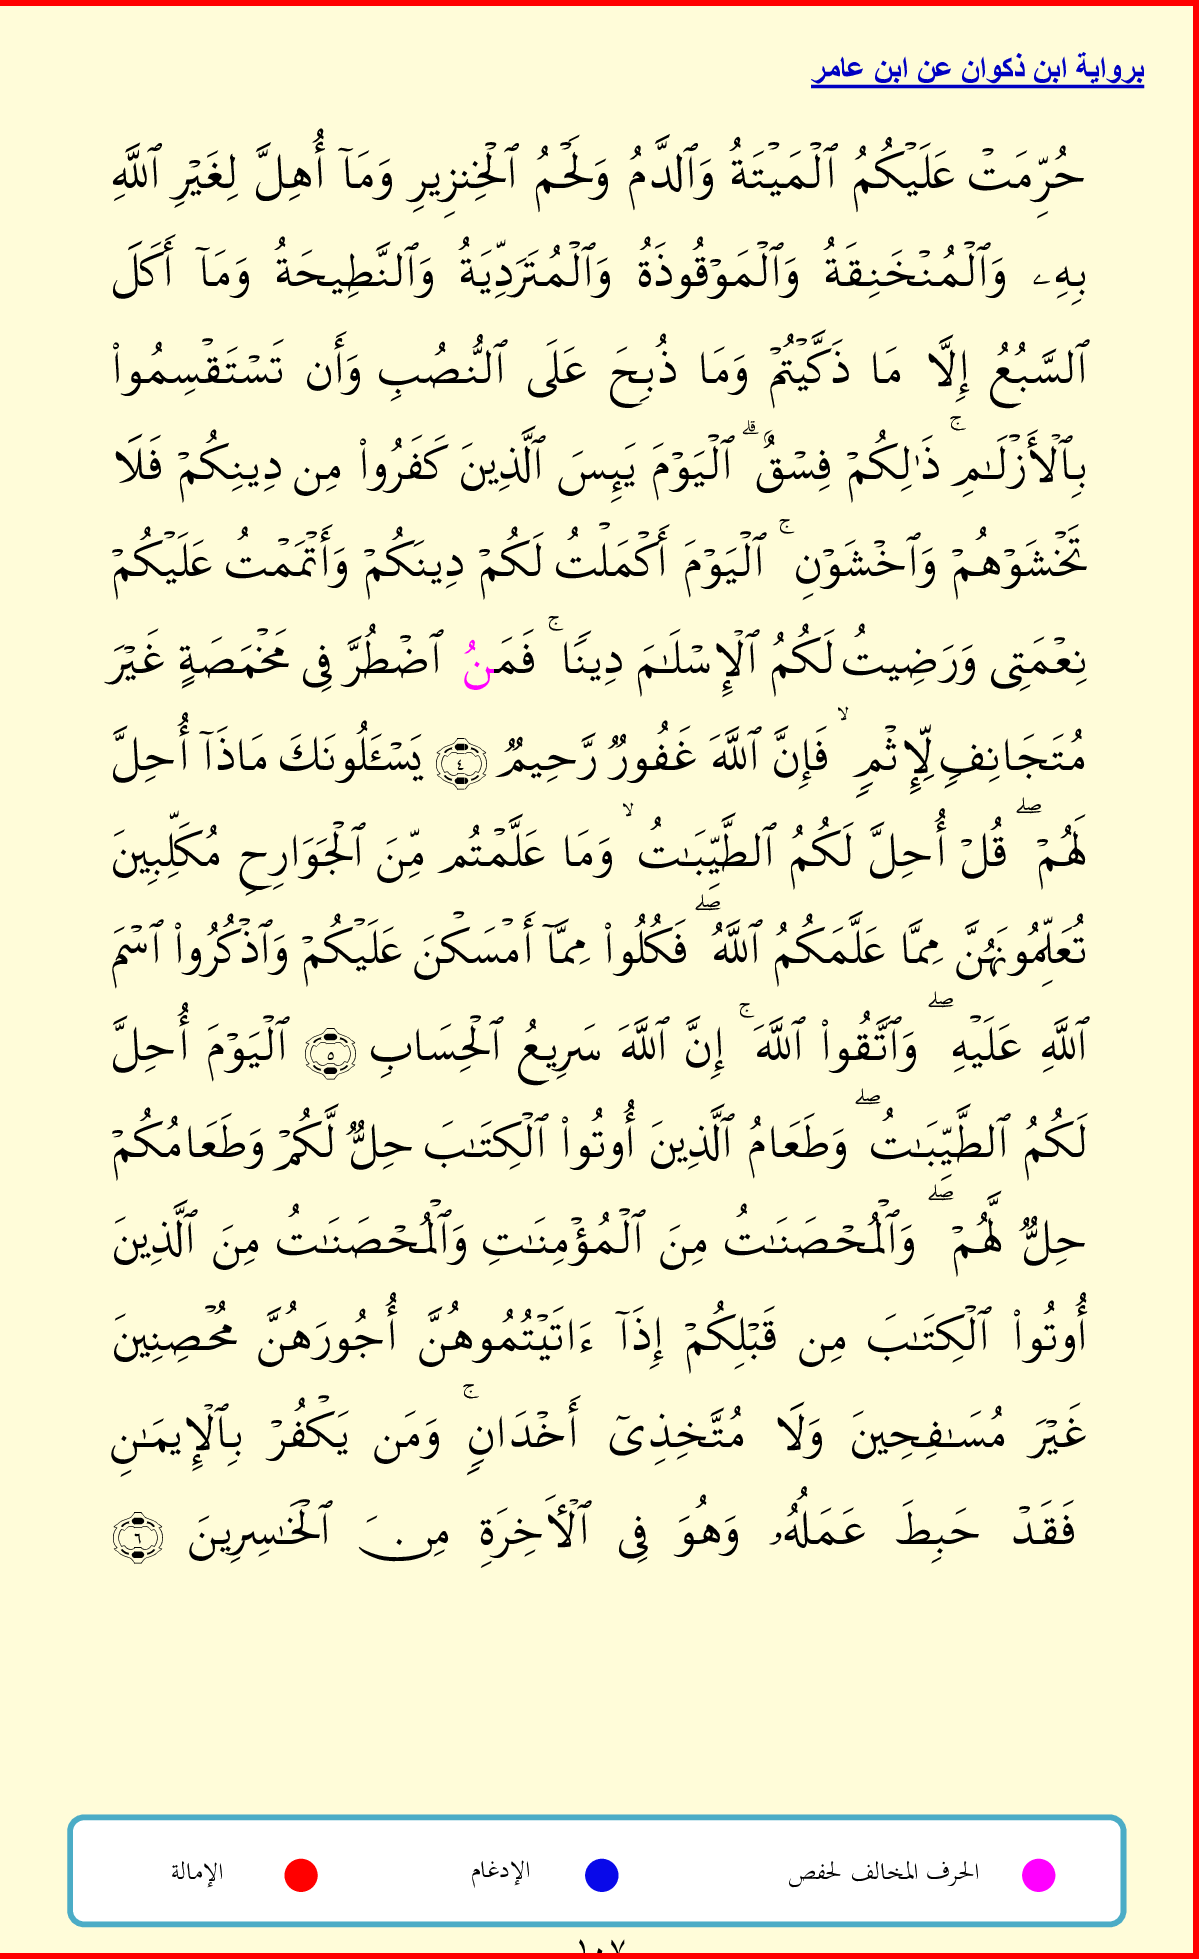 برواية ابن ذكوان عن ابن عامر
حُرِّمَتۡ عَلَيۡكُمُ ٱلۡمَيۡتَةُ وَٱلدَّمُ وَلَحۡمُ ٱلۡخِنزِيرِ وَمَآ أُهِلَّ لِغَيۡرِ ٱللَّهِ
بِهِۦ وَٱلۡمُنۡخَنِقَةُ وَٱلۡمَوۡقُوذَةُ وَٱلۡمُتَرَدِّيَةُ وَٱلنَّطِيحَةُ وَمَآ أَكَلَ
ٱلسَّبُعُ إِلَّا مَا ذَكَّيۡتُمۡ وَمَا ذُبِحَ عَلَى ٱلنُّصُبِ وَأَن تَسۡتَقۡسِمُواْ
بِٱلۡأَزۡلَٰمِۚ ذَٰلِكُمۡ فِسۡقٌۗ ٱلۡيَوۡمَ يَئِسَ ٱلَّذِينَ كَفَرُواْ مِن دِينِكُمۡ فَلَا
تَخۡشَوۡهُمۡ وَٱخۡشَوۡنِۚ ٱلۡيَوۡمَ أَكۡمَلۡتُ لَكُمۡ دِينَكُمۡ وَأَتۡمَمۡتُ عَلَيۡكُمۡ
نِعۡمَتِي وَرَضِيتُ لَكُمُ ٱلۡإِسۡلَٰمَ دِينٗاۚ فَمَنُ ٱضۡطُرَّ فِي مَخۡمَصَةٍ غَيۡرَ
مُتَجَانِفٖ لِّإِثۡمٖ ۙ فَإِنَّ ٱللَّهَ غَفُورٞ رَّحِيمٞ ٤ يَسۡـَٔلُونَكَ مَاذَآ أُحِلَّ
لَهُمۡۖ قُلۡ أُحِلَّ لَكُمُ ٱلطَّيِّبَٰتُ ۙ وَمَا عَلَّمۡتُم مِّنَ ٱلۡجَوَارِحِ مُكَلِّبِينَ
تُعَلِّمُونَهُنَّ مِمَّا عَلَّمَكُمُ ٱللَّهُۖ فَكُلُواْ مِمَّآ أَمۡسَكۡنَ عَلَيۡكُمۡ وَٱذۡكُرُواْ ٱسۡمَ
ٱللَّهِ عَلَيۡهِۖ وَٱتَّقُواْ ٱللَّهَۚ إِنَّ ٱللَّهَ سَرِيعُ ٱلۡحِسَابِ ٥ ٱلۡيَوۡمَ أُحِلَّ
لَكُمُ ٱلطَّيِّبَٰتُۖ وَطَعَامُ ٱلَّذِينَ أُوتُواْ ٱلۡكِتَٰبَ حِلّٞ لَّكُمۡ وَطَعَامُكُمۡ
حِلّٞ لَّهُمۡۖ وَٱلۡمُحۡصَنَٰتُ مِنَ ٱلۡمُؤۡمِنَٰتِ وَٱلۡمُحۡصَنَٰتُ مِنَ ٱلَّذِينَ
أُوتُواْ ٱلۡكِتَٰبَ مِن قَبۡلِكُمۡ إِذَآ ءَاتَيۡتُمُوهُنَّ أُجُورَهُنَّ مُحۡصِنِينَ
غَيۡرَ مُسَٰفِحِينَ وَلَا مُتَّخِذِيٓ أَخۡدَانٖۚ وَمَن يَكۡفُرۡ بِٱلۡإِيمَٰنِ
فَقَدۡ حَبِطَ عَمَلُهُۥ وَهُوَ فِي ٱلۡأٓخِرَةِ مِنَ ٱلۡخَٰسِرِينَ ٦
الحرف المخالف لحفص الإدغام الإمالة
١٠٧